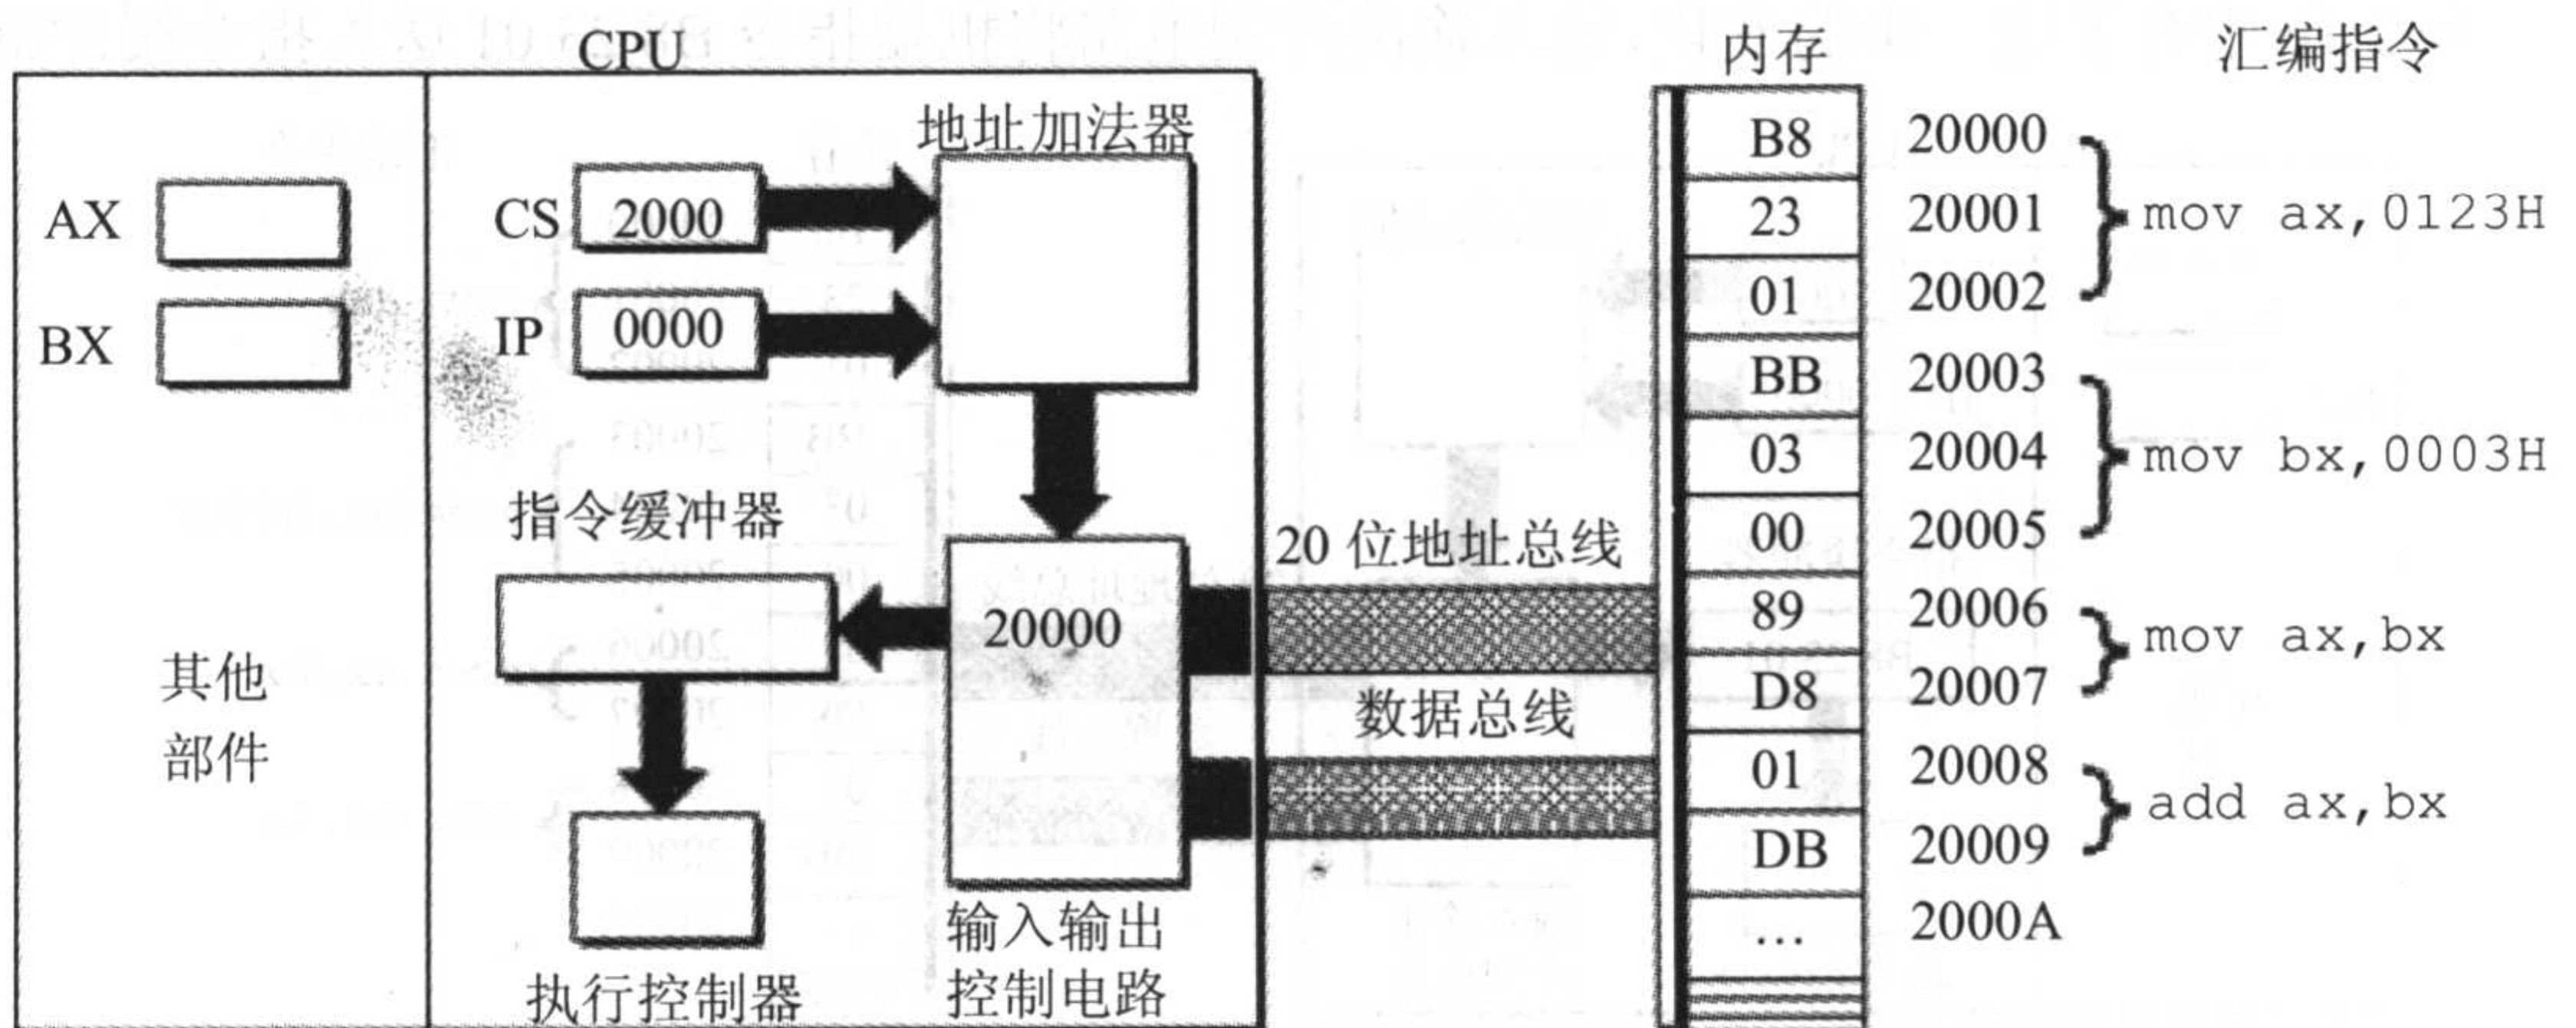 CPU
内存
汇编指令
地址加法器
AX
BX
CS
2000
IP
0000
B8
20000
23
20001
mov ax,0123H
01
20002
BB
20003
03
20004
mov bx,0003H
00
20005
89
20006
mov ax,bx
D8
20007
01
20008
add ax,bx
DB
20009
…
2000A
指令缓冲器
20000
20 位地址总线
数据总线
其他
部件
执行控制器
输入输出
控制电路